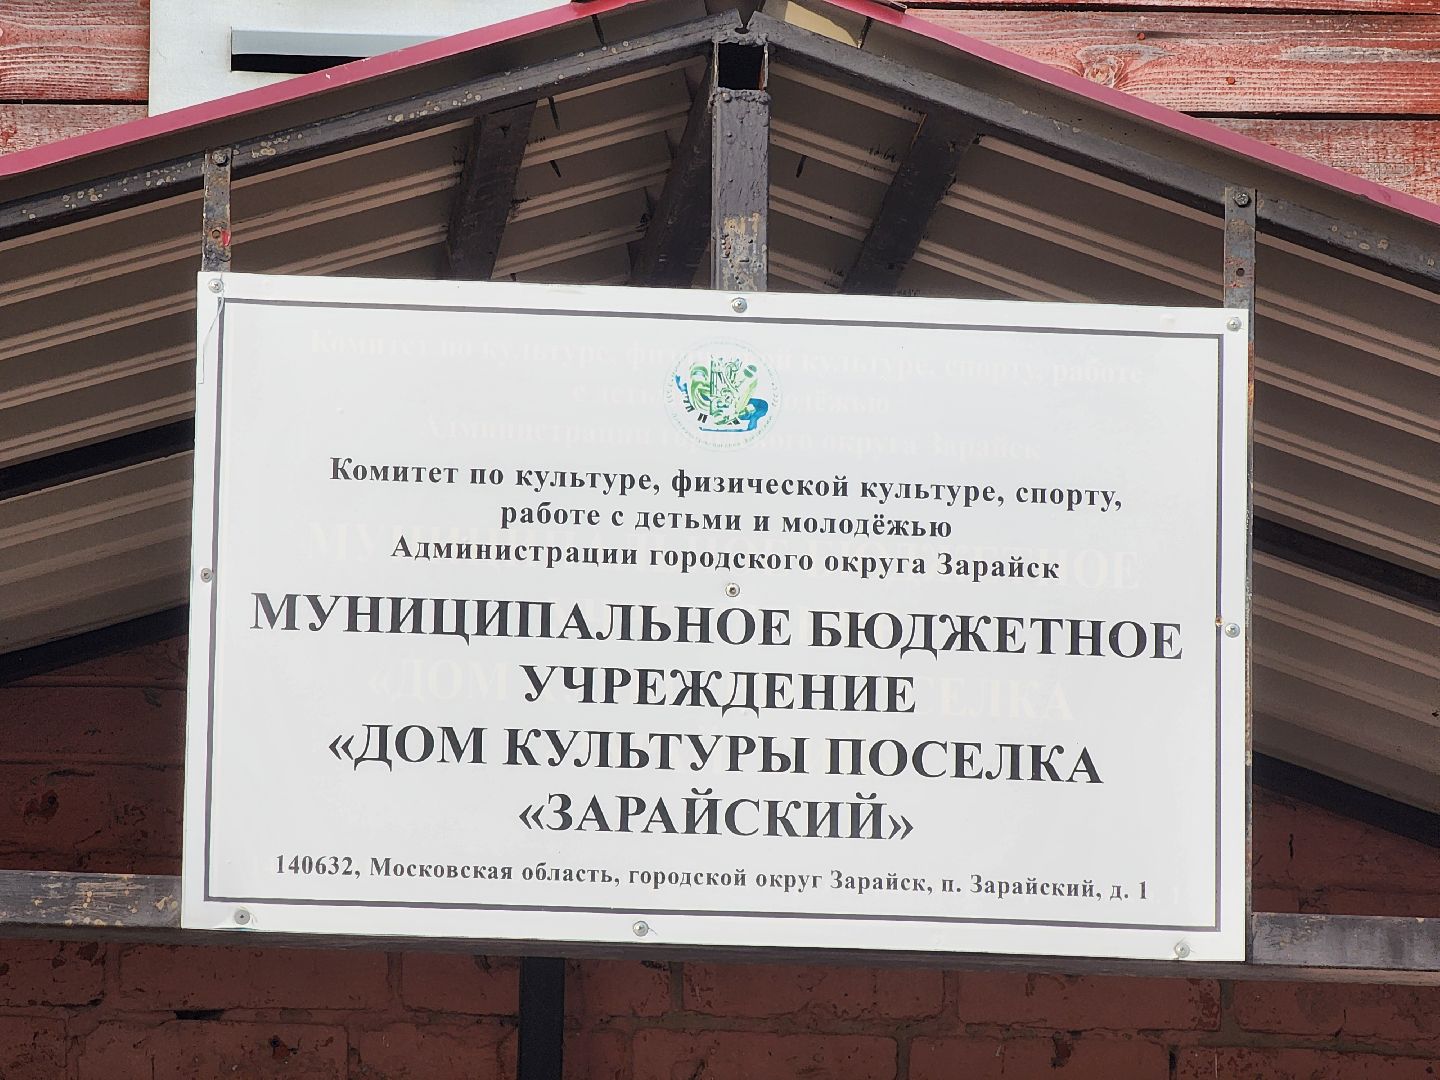 Комитет по культуре, физической культуре, спорту,
работе с детьми и молодёжью
Администрации городского округа Зарайск
МУНИЦИПАЛЬНОЕ БЮДЖЕТНОЕ
УЧРЕЖДЕНИЕ
«ДОМ КУЛЬТУРЫ ПОСЕЛКА
«ЗАРАЙСКИЙ»
140632, Московская область, городской округ Зарайск, п. Зарайский, д. 1